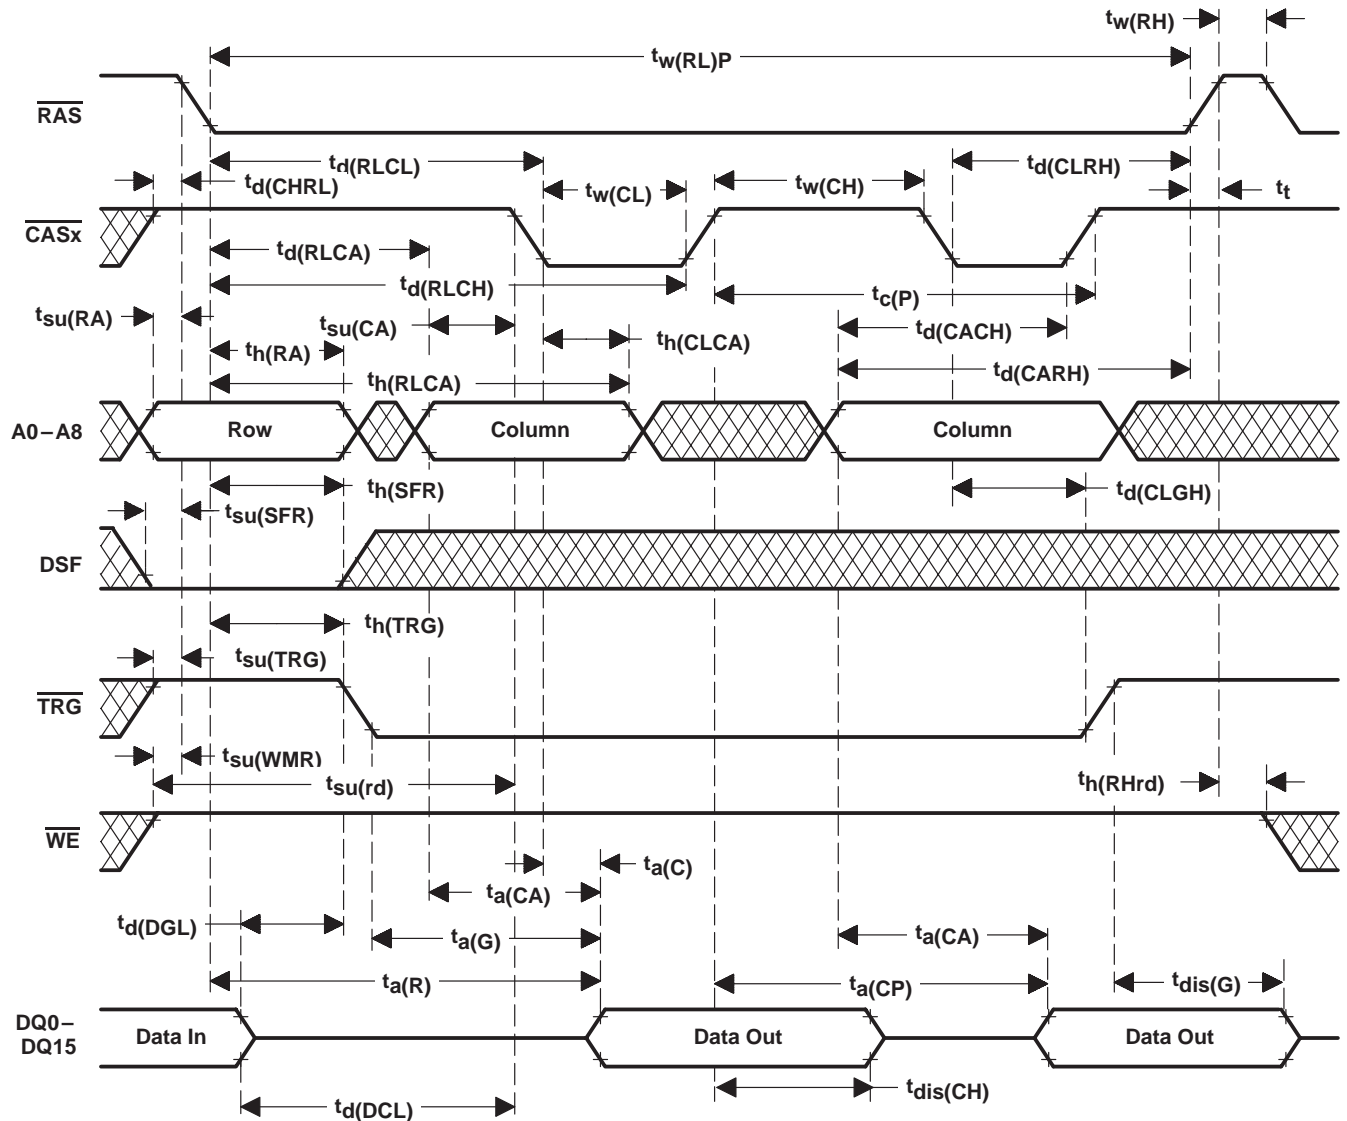 tw(RH)
tw(RL)P
RAS
td(RLCL)
td(CLRH)
td(CHRL)
tw(CL)
tw(CH)
tt
CASx
td(RLCA)
td(RLCH)
tc(P)
tsu(RA)
tsu(CA)
td(CACH)
th(RA)
th(CLCA)
td(CARH)
th(RLCA)
A0–A8
Row
Column
Column
th(SFR)
td(CLGH)
tsu(SFR)
DSF
th(TRG)
tsu(TRG)
TRG
tsu(WMR)
tsu(rd)
th(RHrd)
WE
ta(C)
ta(CA)
td(DGL)
ta(G)
ta(CA)
ta(R)
ta(CP)
tdis(G)
DQ0–
DQ15
Data In
Data Out
Data Out
tdis(CH)
td(DCL)